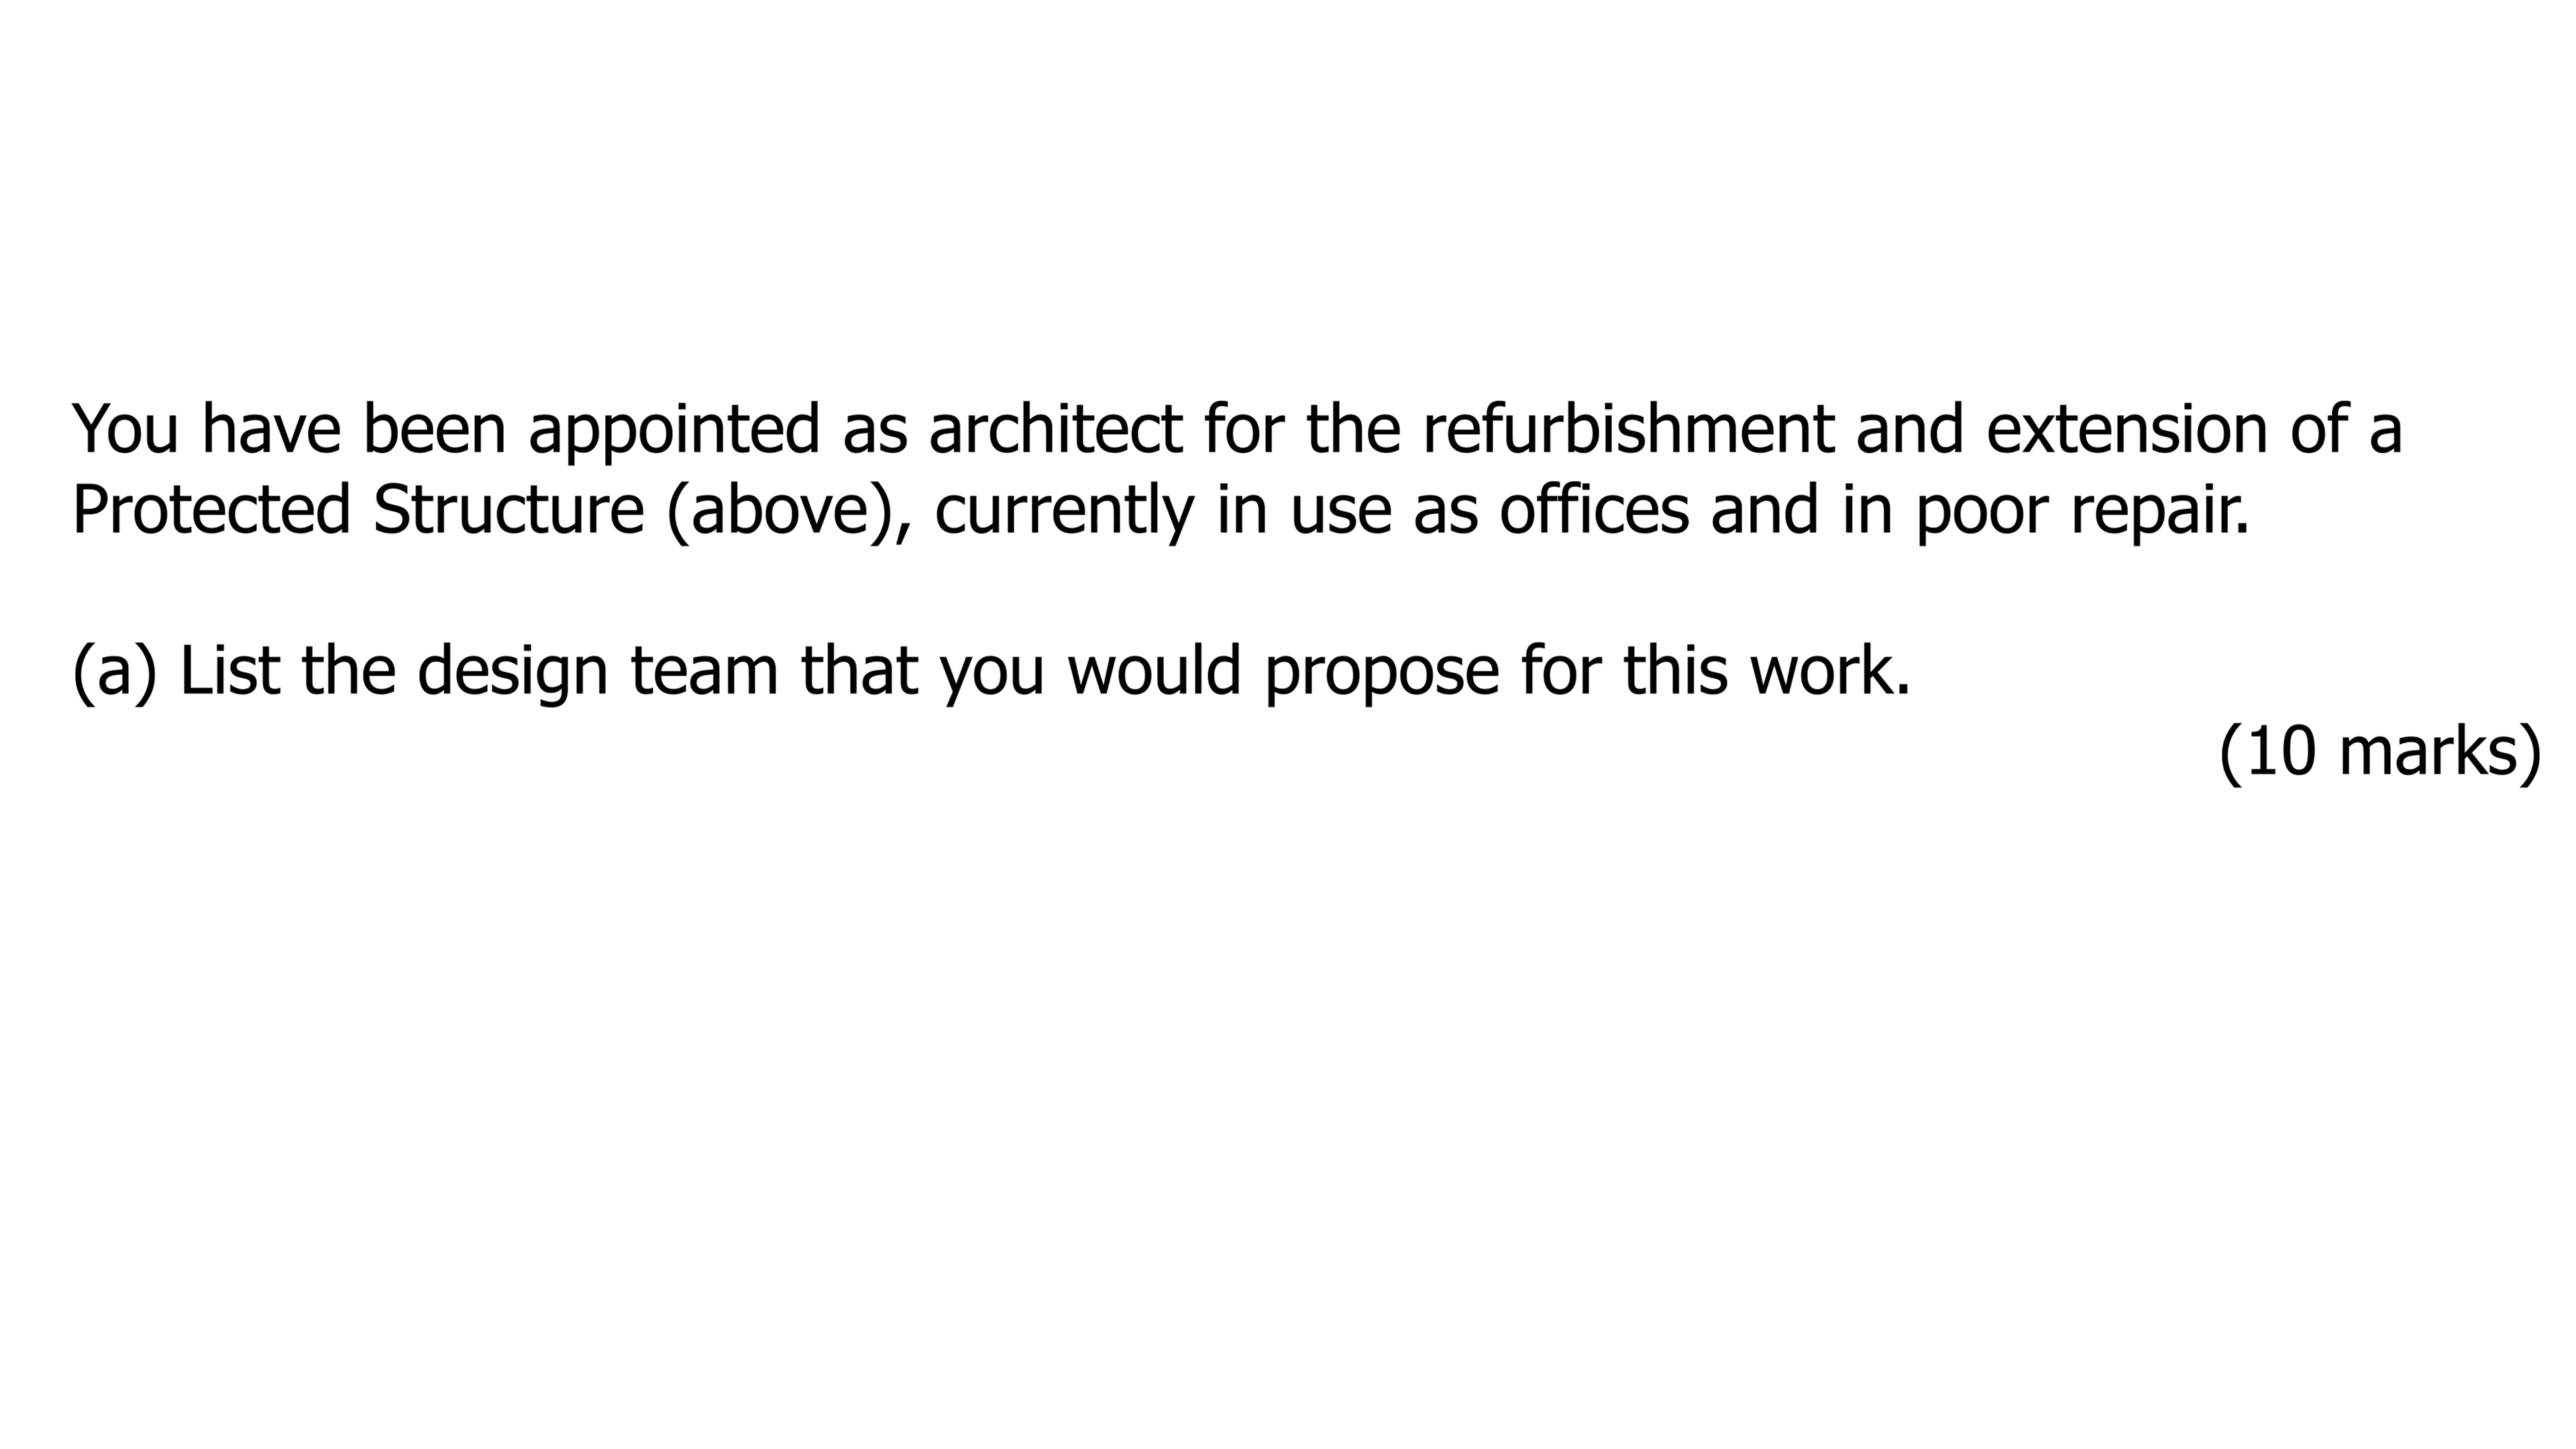 You have been appointed as architect for the refurbishment and extension of a
Protected Structure (above), currently in use as offices and in poor repair.
(a) List the design team that you would propose for this work.
(10 marks)